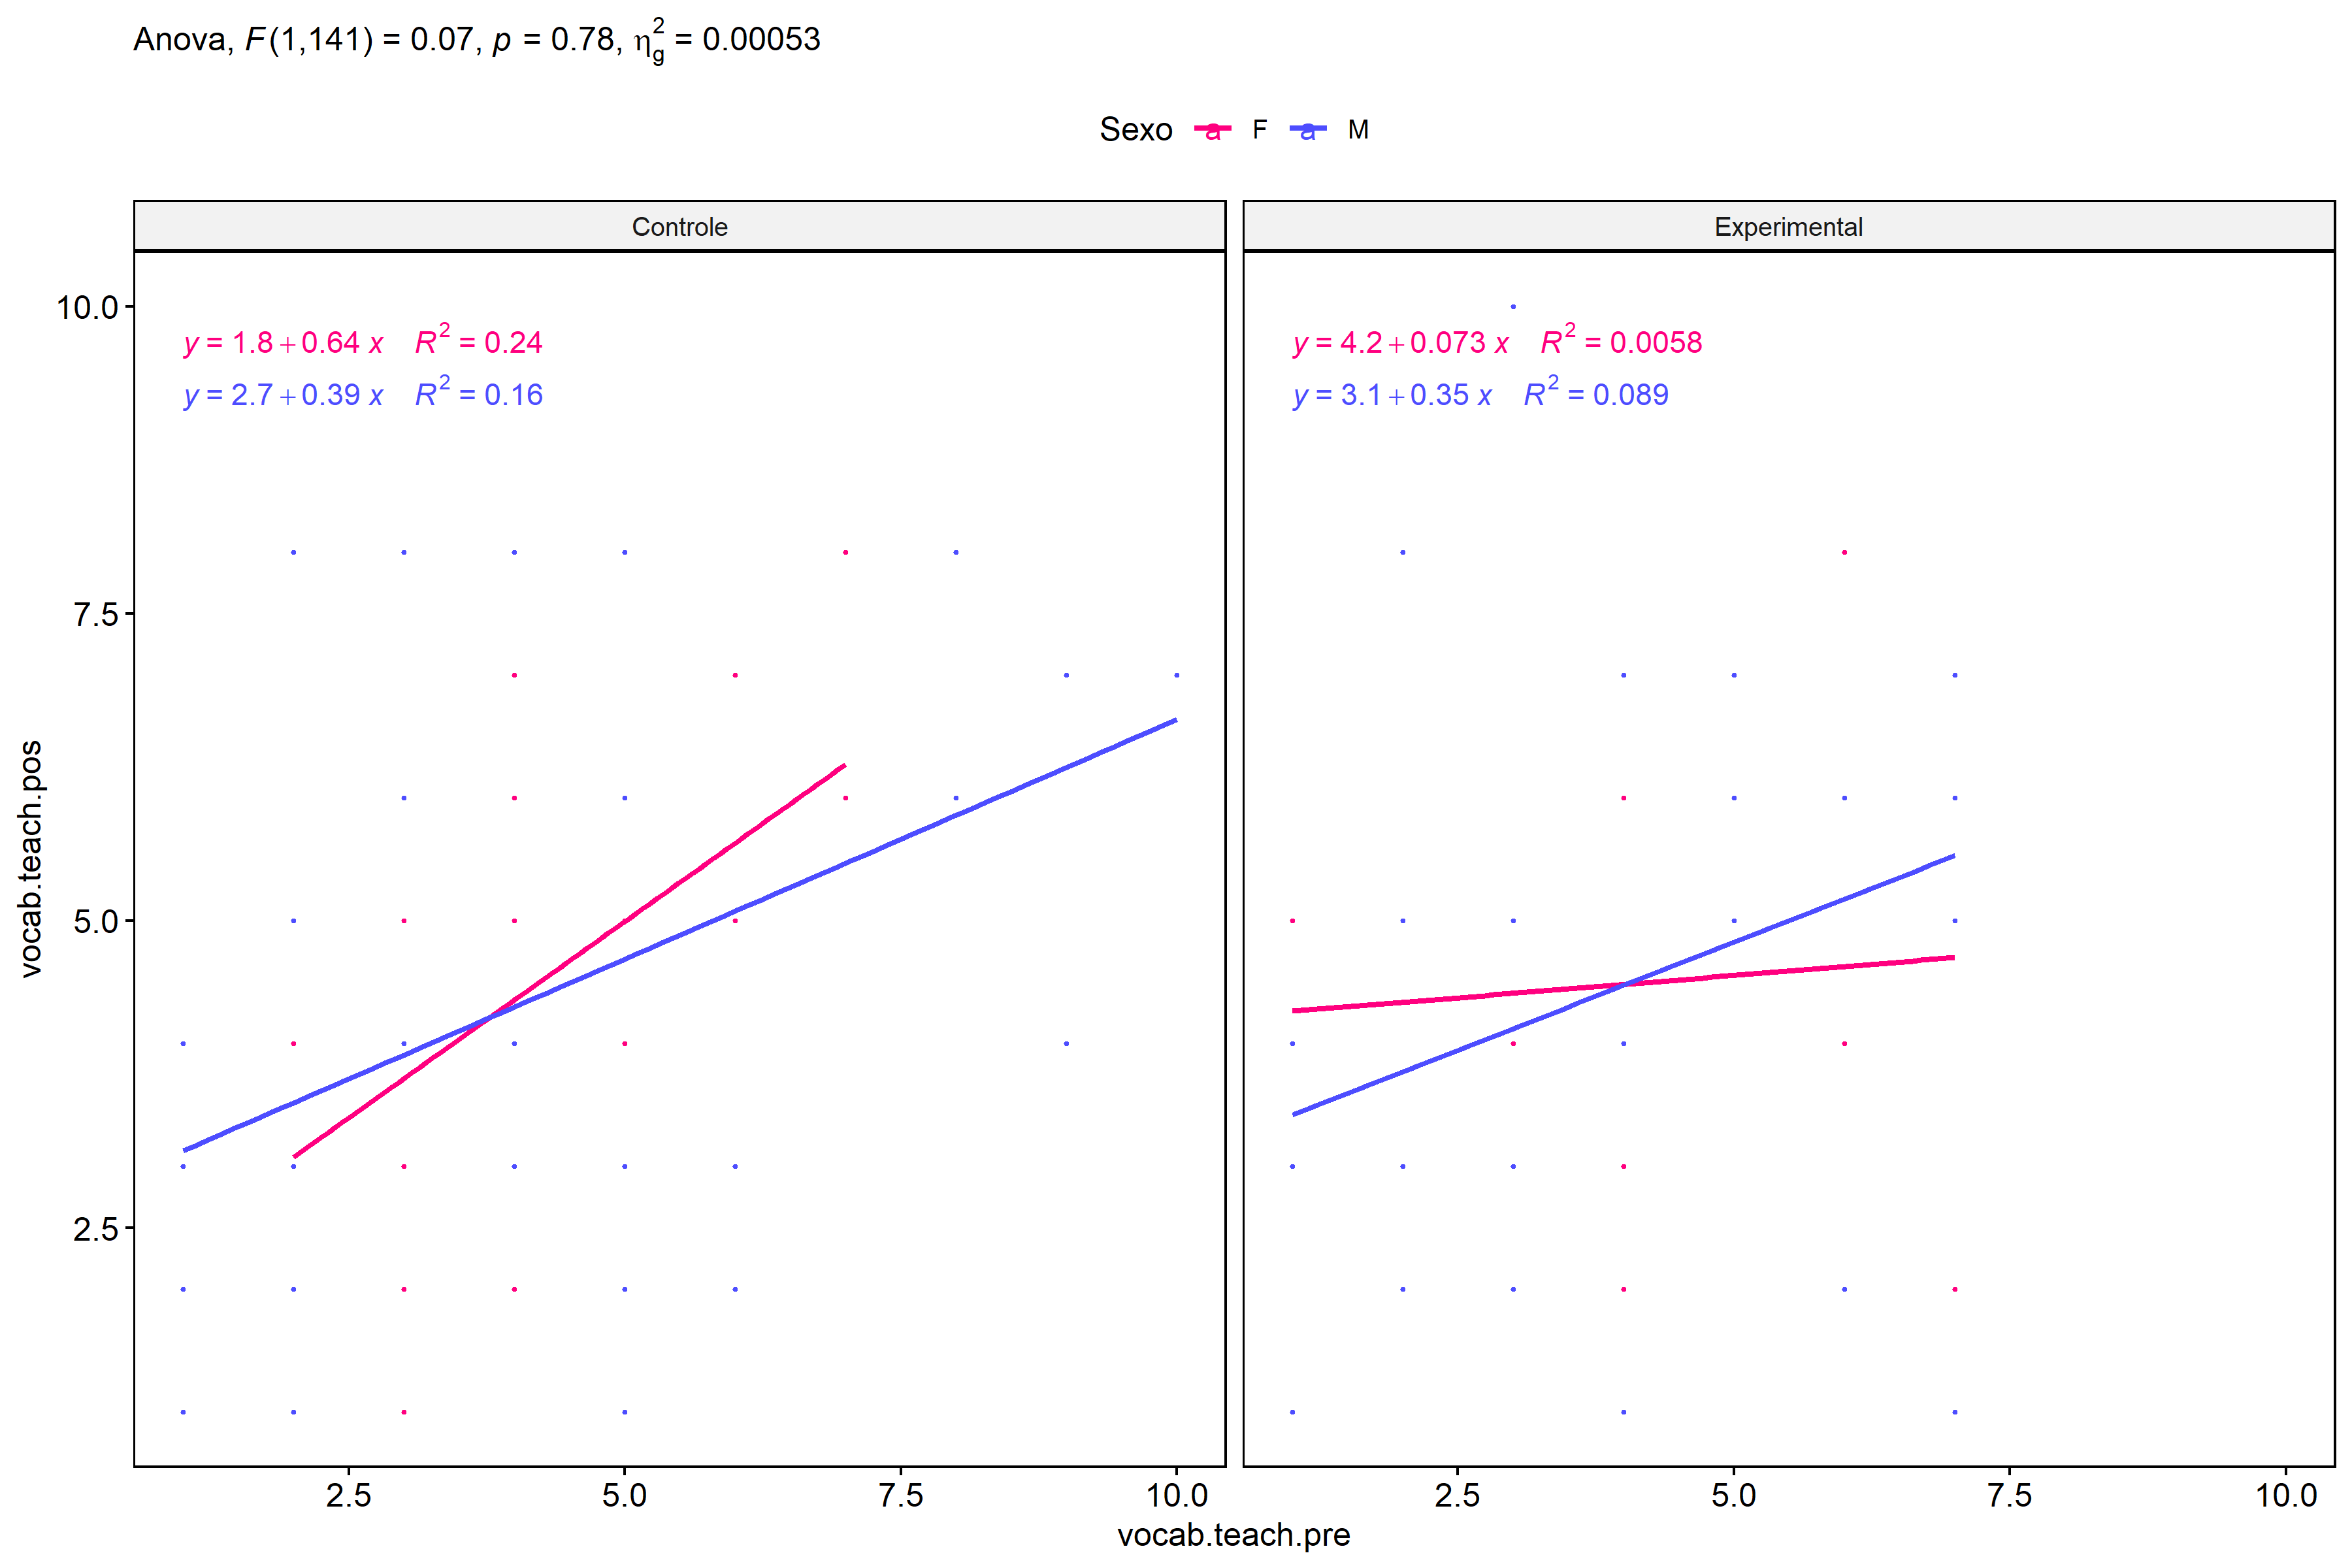 Anova, F(1,141) = 0.07, p = 0.78, η²g = 0.00053
Sexo a F a M
Controle
Experimental
y = 1.8 + 0.64 x R² = 0.24
y = 2.7 + 0.39 x R² = 0.16
y = 4.2 + 0.073 x R² = 0.0058
y = 3.1 + 0.35 x R² = 0.089
10.0
7.5
5.0
2.5
vocab.teach.pos
2.5 5.0 7.5 10.0
2.5 5.0 7.5 10.0
vocab.teach.pre